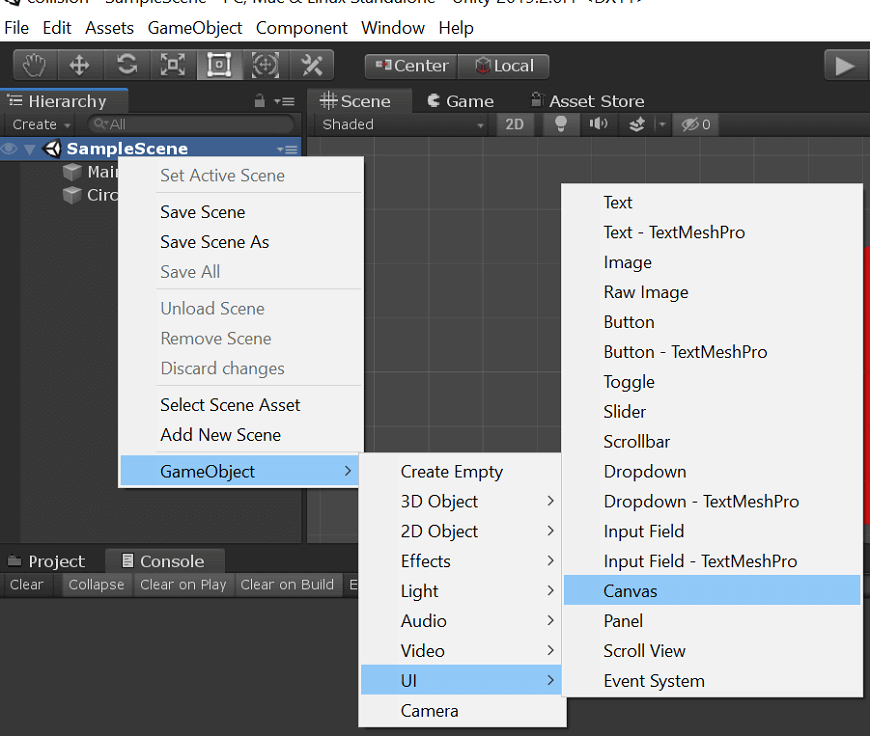 collision - SampleScene - PC, Mac & Linux Standalone - Unity 2019.2.0f1 <DX11>
File Edit Assets GameObject Component Window Help
Center Local
Hierarchy
Scene Game Asset Store
Create All
Shaded 2D 0
SampleScene
Main
Circ
Set Active Scene
Save Scene
Save Scene As
Save All
Unload Scene
Remove Scene
Discard changes
Select Scene Asset
Add New Scene
GameObject
Create Empty
3D Object
2D Object
Effects
Light
Audio
Video
UI
Camera
Text
Text - TextMeshPro
Image
Raw Image
Button
Button - TextMeshPro
Toggle
Slider
Scrollbar
Dropdown
Dropdown - TextMeshPro
Input Field
Input Field - TextMeshPro
Canvas
Panel
Scroll View
Event System
Project Console
Clear Collapse Clear on Play Clear on Build E